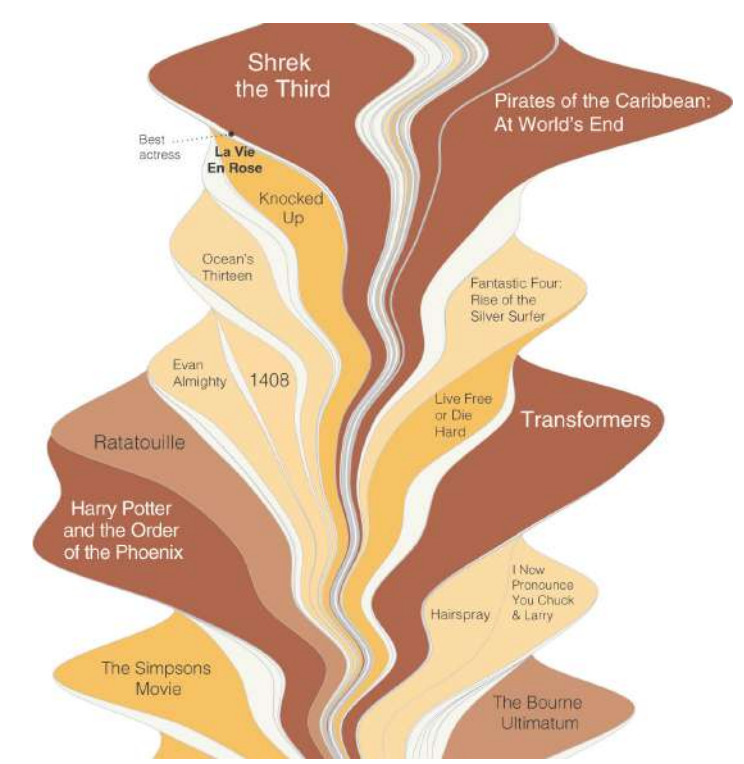 Shrek
the Third
Pirates of the Caribbean:
At World's End
Best
actress
La Vie
En Rose
Knocked
Up
Ocean's
Thirteen
Fantastic Four:
Rise of the
Silver Surfer
Evan
Almighty
1408
Live Free
or Die
Hard
Transformers
Ratatouille
Harry Potter
and the Order
of the Phoenix
I Now
Pronounce
You Chuck
& Larry
Hairspray
The Simpsons
Movie
The Bourne
Ultimatum